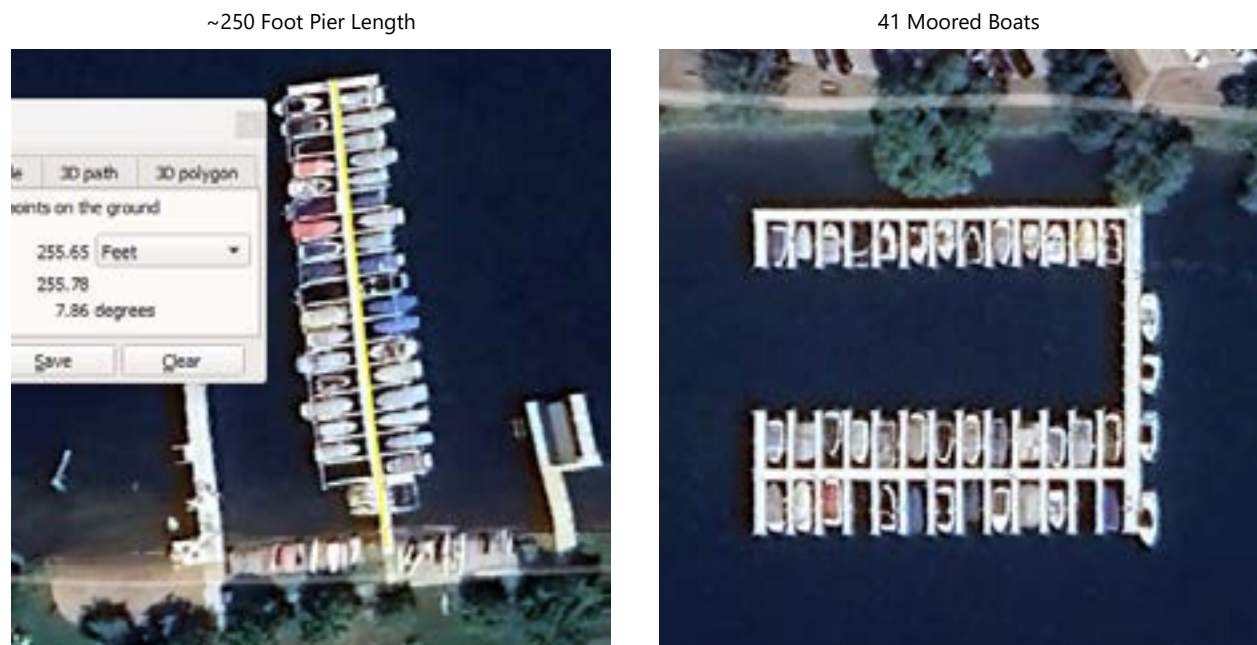 ~250 Foot Pier Length
41 Moored Boats
3D path 3D polygon
points on the ground
255.65 Feet
255.78
7.86 degrees
Save Clear